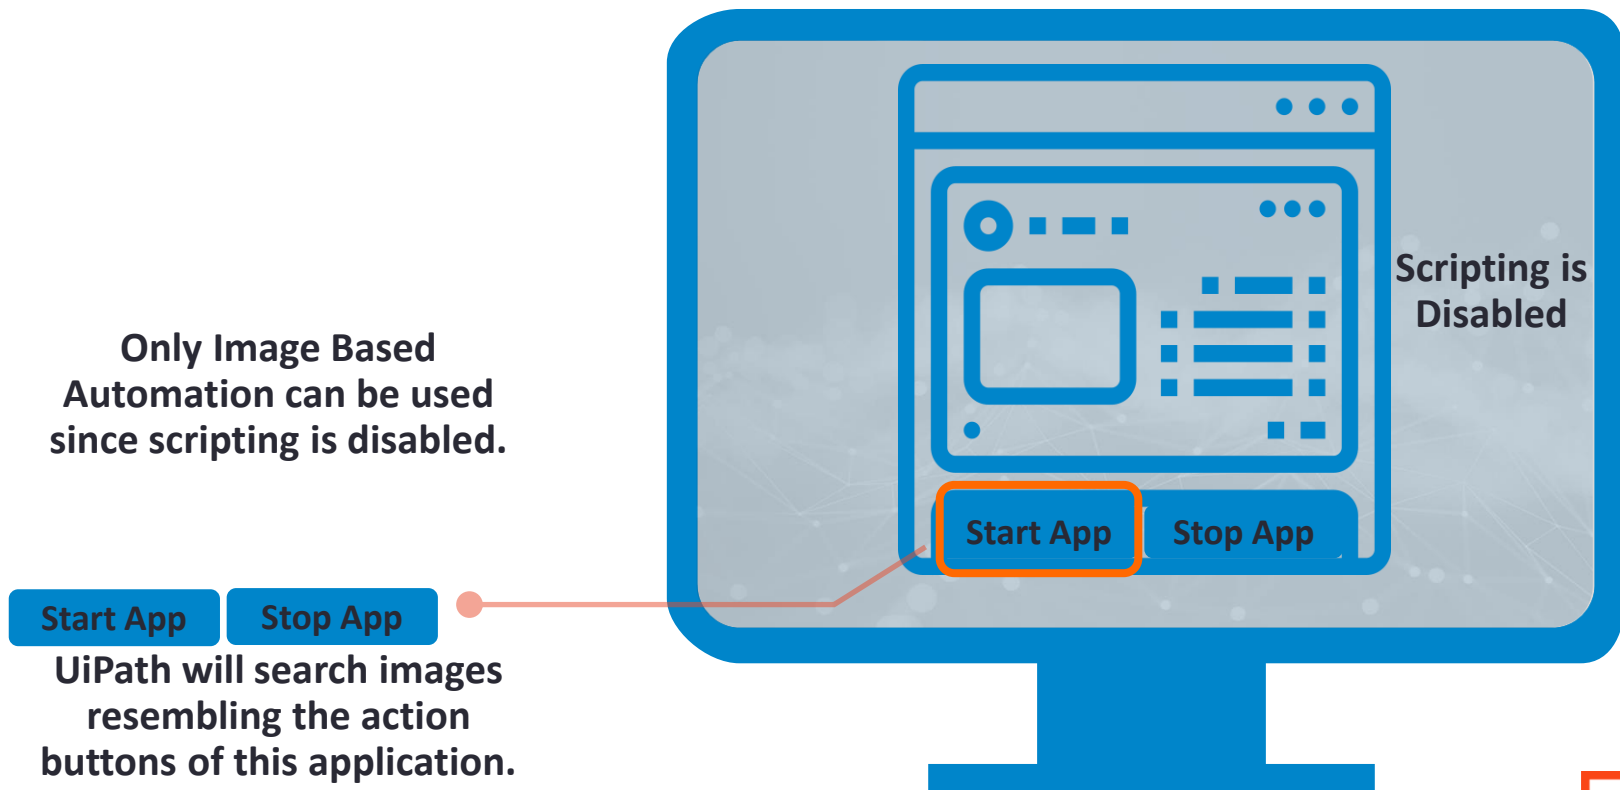 Only Image Based
Automation can be used
since scripting is disabled.
Start App
Stop App
UiPath will search images
resembling the action
buttons of this application.
Scripting is
Disabled
Start App
Stop App